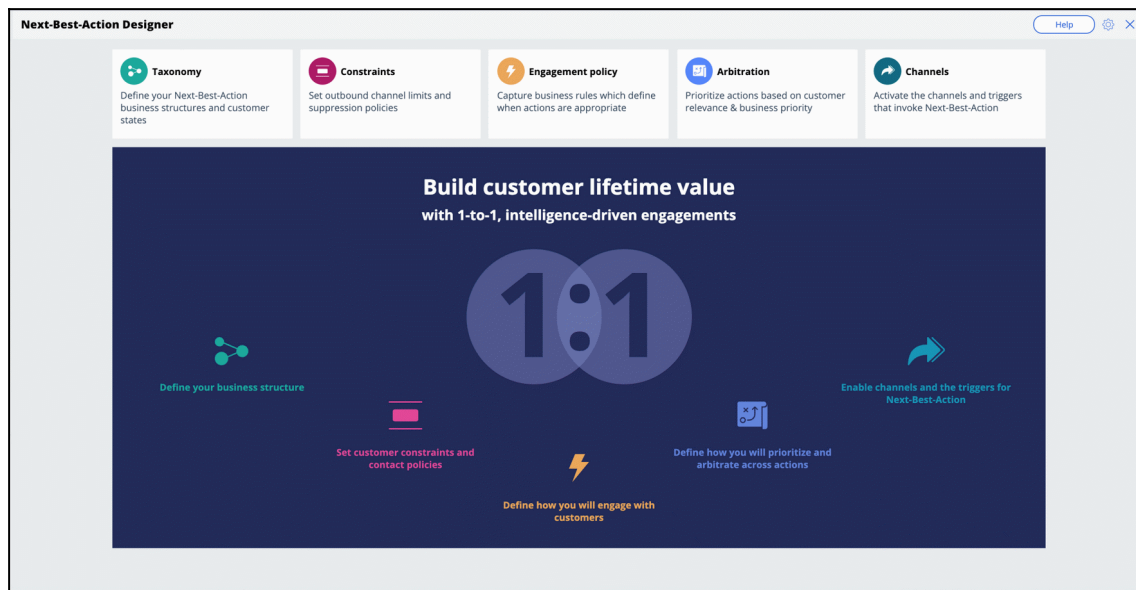 Next-Best-Action Designer
Help
Taxonomy
Define your Next-Best-Action
business structures and customer
states
Constraints
Set outbound channel limits and
suppression policies
Engagement policy
Capture business rules which define
when actions are appropriate
Arbitration
Prioritize actions based on customer
relevance & business priority
Channels
Activate the channels and triggers
that invoke Next-Best-Action
Build customer lifetime value
with 1-to-1, intelligence-driven engagements
1:1
Define your business structure
Set customer constraints and
contact policies
Define how you will engage with
customers
Define how you will prioritize and
arbitrate across actions
Enable channels and the triggers for
Next-Best-Action